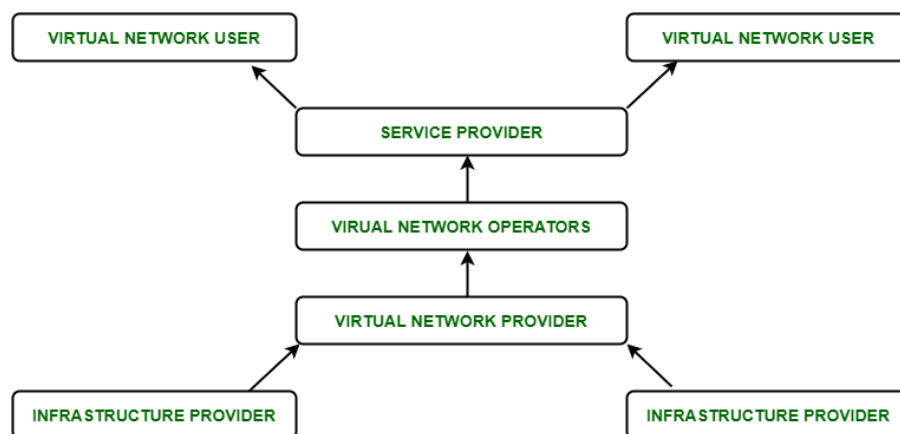 VIRTUAL NETWORK USER
VIRTUAL NETWORK USER
SERVICE PROVIDER
VIRUAL NETWORK OPERATORS
VIRTUAL NETWORK PROVIDER
INFRASTRUCTURE PROVIDER
INFRASTRUCTURE PROVIDER